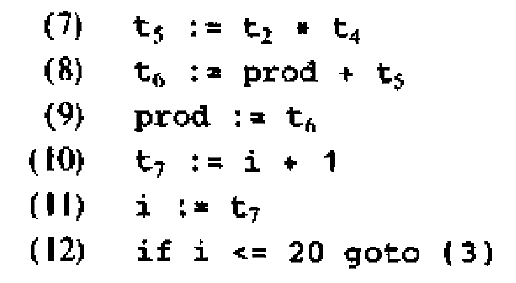 (7) t₅ := t₂ * t₄
(8) t₆ := prod + t₅
(9) prod := t₆
(10) t₇ := i + 1
(11) i := t₇
(12) if i <= 20 goto (3)